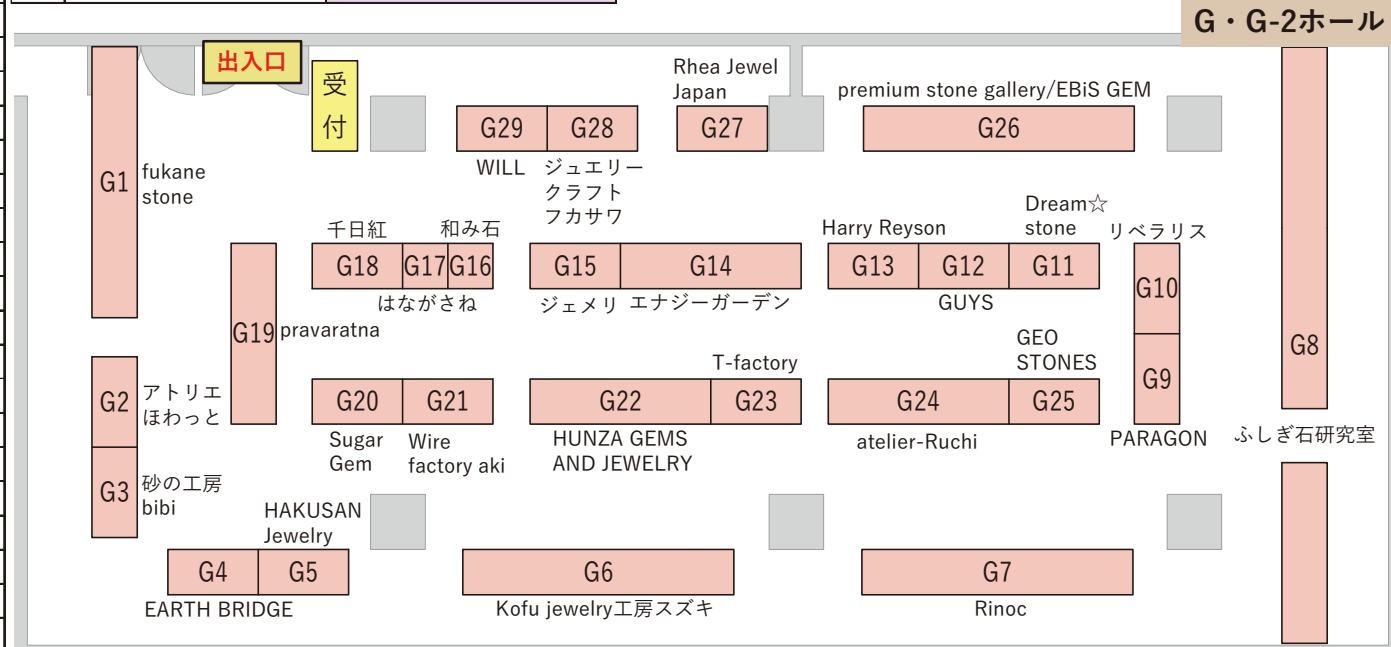 G・G-2ホール
出入口
受
付
Rhea Jewel
Japan
premium stone gallery/EBiS GEM
G29
G28
G27
G26
WILL
ジュエリー
クラフト
フカサワ
G1
fukane
stone
千日紅
和み石
Harry Reyson
Dream☆
stone
リベラリス
G18
G17
G16
G15
G14
G13
G12
G11
G10
はながさね
ジェメリ
エナジーガーデン
GUYS
G19
pravaratna
G8
T-factory
GEO
STONES
G9
G2
アトリエ
ほわっと
G20
G21
G22
G23
G24
G25
Sugar
Gem
Wire
factory aki
HUNZA GEMS
AND JEWELRY
atelier-Ruchi
PARAGON
ふしぎ石研究室
G3
砂の工房
bibi
HAKUSAN
Jewelry
G4
G5
G6
G7
EARTH BRIDGE
Kofu jewelry工房スズキ
Rinoc